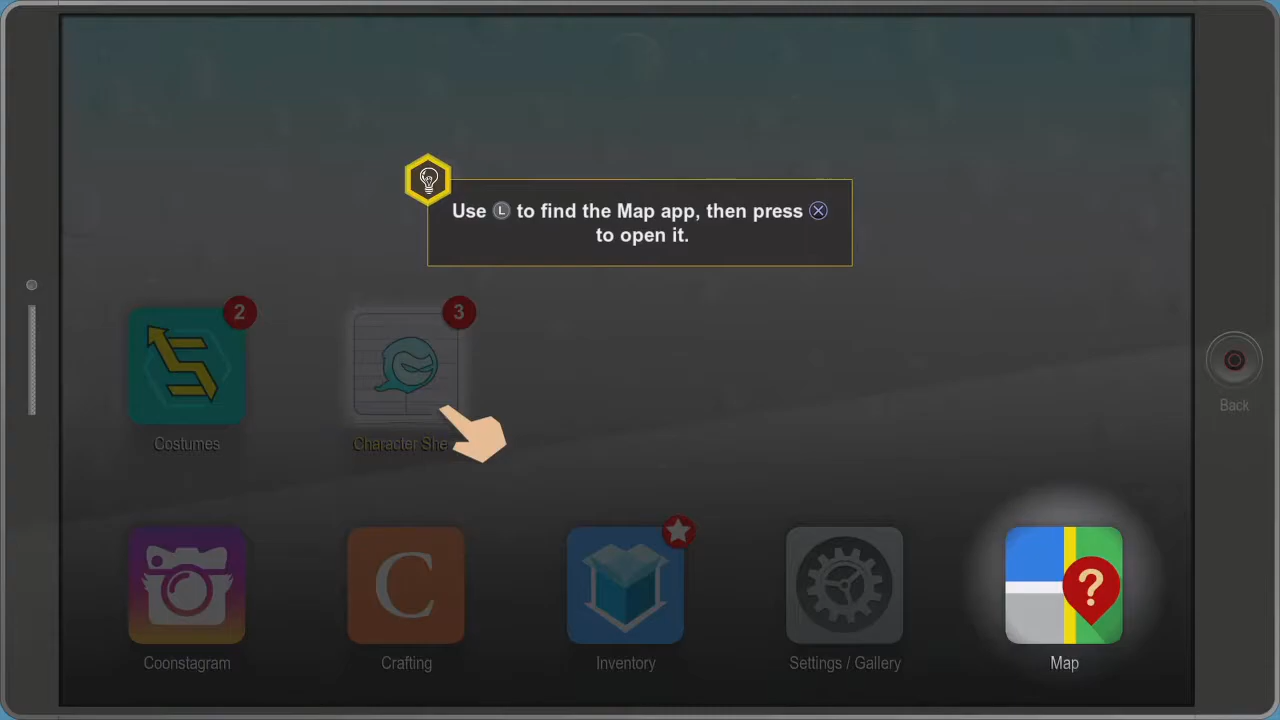 Use L to find the Map app, then press
to open it.
2
3
Costumes
Character She
Back
C
?
Coonstagram
Crafting
Inventory
Settings / Gallery
Map